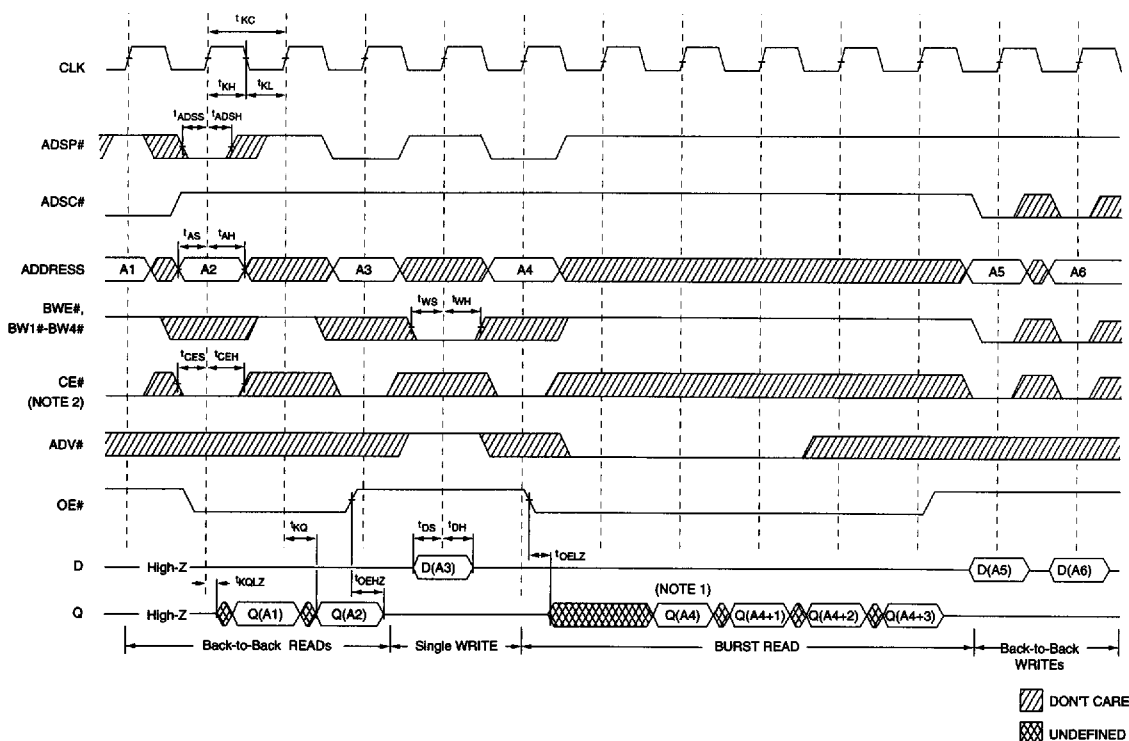 tKC
CLK
tKH tKL
tADSS tADSH
ADSP#
ADSC#
tAS tAH
ADDRESS A1 A2 A3 A4 A5 A6
BWE#,
BW1#-BW4#
tWS tWH
tCES tCEH
CE#
(NOTE 2)
ADV#
OE#
tKQ tDS tDH
tOELZ
D High-Z D(A3) D(A5) D(A6)
tKQLZ tOEHZ (NOTE 1)
Q High-Z Q(A1) Q(A2) Q(A4) Q(A4+1) Q(A4+2) Q(A4+3)
Back-to-Back READs Single WRITE BURST READ Back-to-Back
WRITEs
DON'T CARE
UNDEFINED